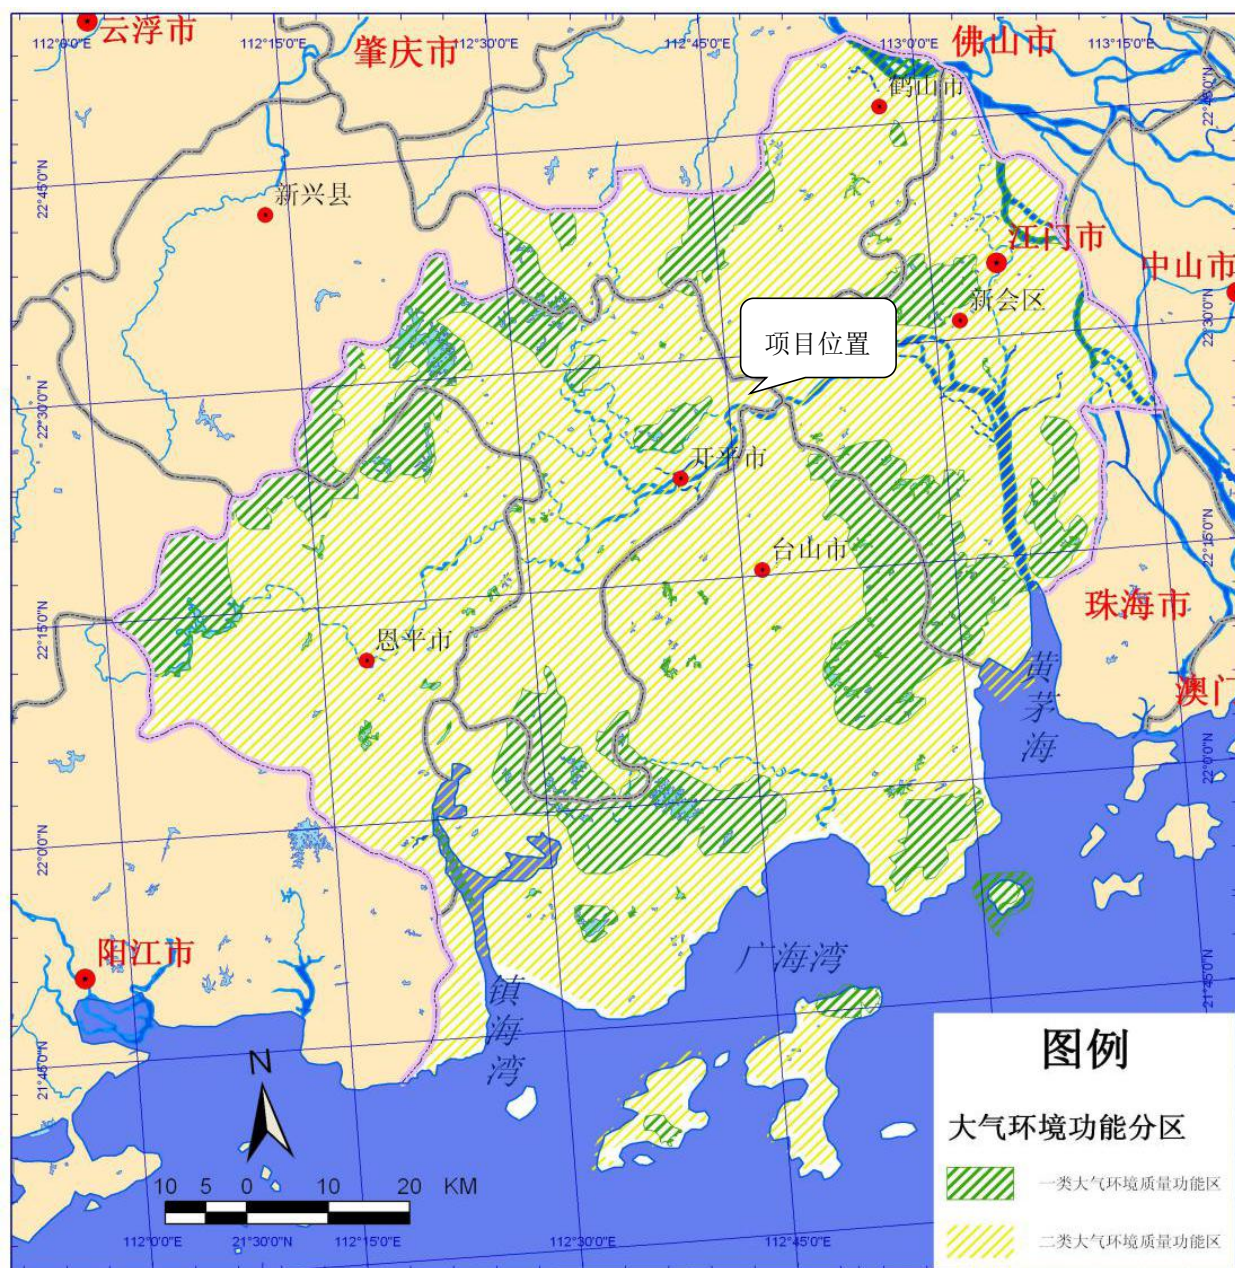 云浮市
肇庆市
佛山市
112°0'0"E
112°15'0"E
112°30'0"E
112°45'0"E
113°0'0"E
113°15'0"E
鹤山市
22°45'0"N
22°45'0"N
新兴县
江门市
中山市
新会区
22°30'0"N
项目位置
22°30'0"N
开平市
22°15'0"N
台山市
珠海市
22°15'0"N
恩平市
黄茅海
澳门
22°0'0"N
22°0'0"N
阳江市
广海湾
镇海湾
21°45'0"N
21°45'0"N
N
图例
大气环境功能分区
一类大气环境质量功能区
二类大气环境质量功能区
10 5 0 10 20 KM
112°0'0"E
21°30'0"N
112°15'0"E
112°30'0"E
112°45'0"E